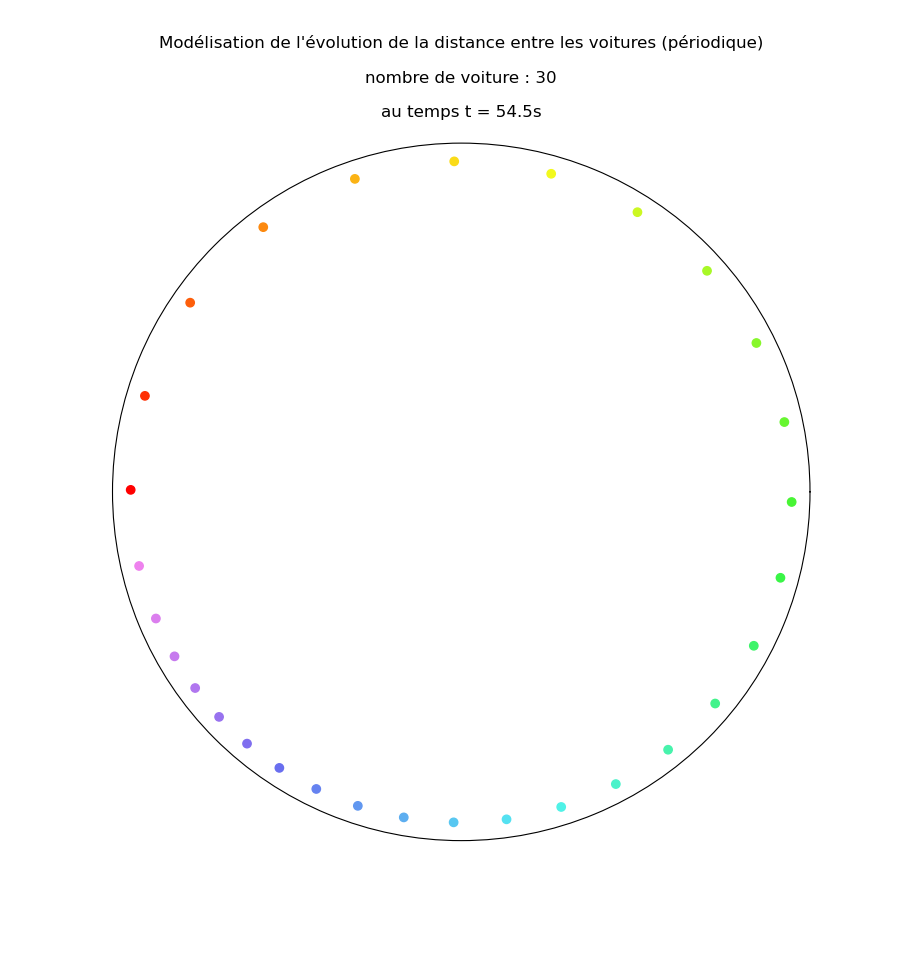 Modélisation de l'évolution de la distance entre les voitures (périodique)
nombre de voiture : 30
au temps t = 54.5s